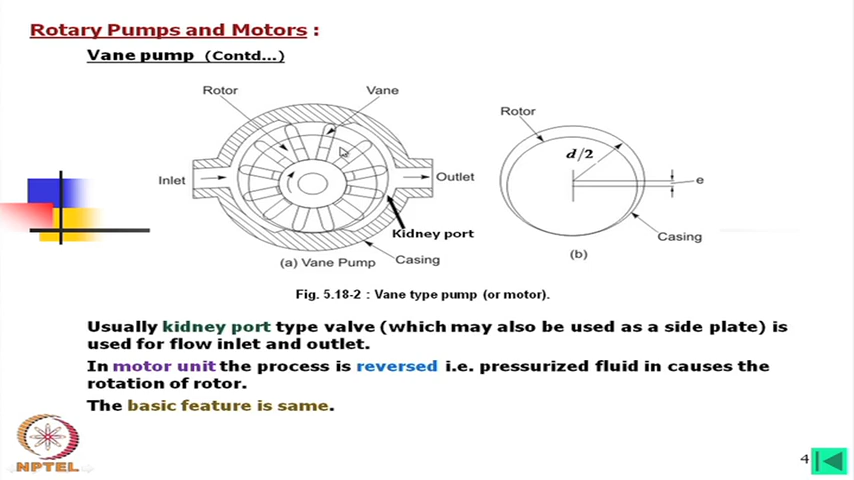 Rotary Pumps and Motors :
Vane pump (Contd...)
Rotor
Vane
Inlet
Outlet
Kidney port
Casing
(a) Vane Pump
Rotor
d/2
e
Casing
(b)
Fig. 5.18-2 : Vane type pump (or motor).
Usually kidney port type valve (which may also be used as a side plate) is
used for flow inlet and outlet.
In motor unit the process is reversed i.e. pressurized fluid in causes the
rotation of rotor.
The basic feature is same.
NPTEL
4